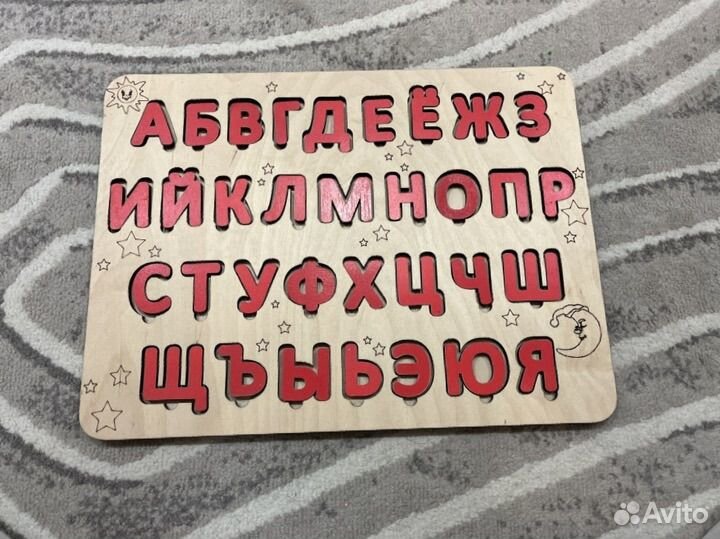 АБВГДЕЁЖЗ
ИЙКЛМНОПР
СТУФХЦЧШ
ЩЪЫЬЭЮЯ
Avito